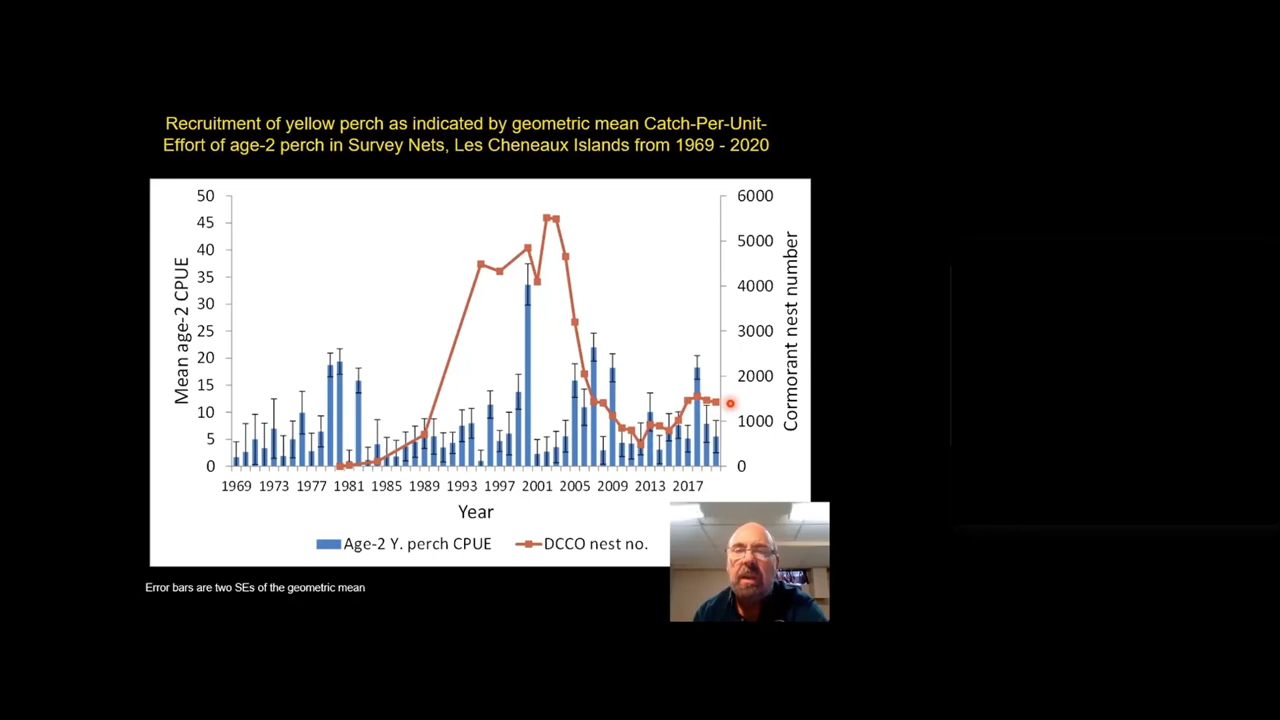 Recruitment of yellow perch as indicated by geometric mean Catch-Per-Unit-
Effort of age-2 perch in Survey Nets, Les Cheneaux Islands from 1969 - 2020
50
45
40
35
30
25
20
15
10
5
0
Mean age-2 CPUE
6000
5000
4000
3000
2000
1000
0
Cormorant nest number
1969 1973 1977 1981 1985 1989 1993 1997 2001 2005 2009 2013 2017
Year
Age-2 Y. perch CPUE DCCO nest no.
Error bars are two SEs of the geometric mean